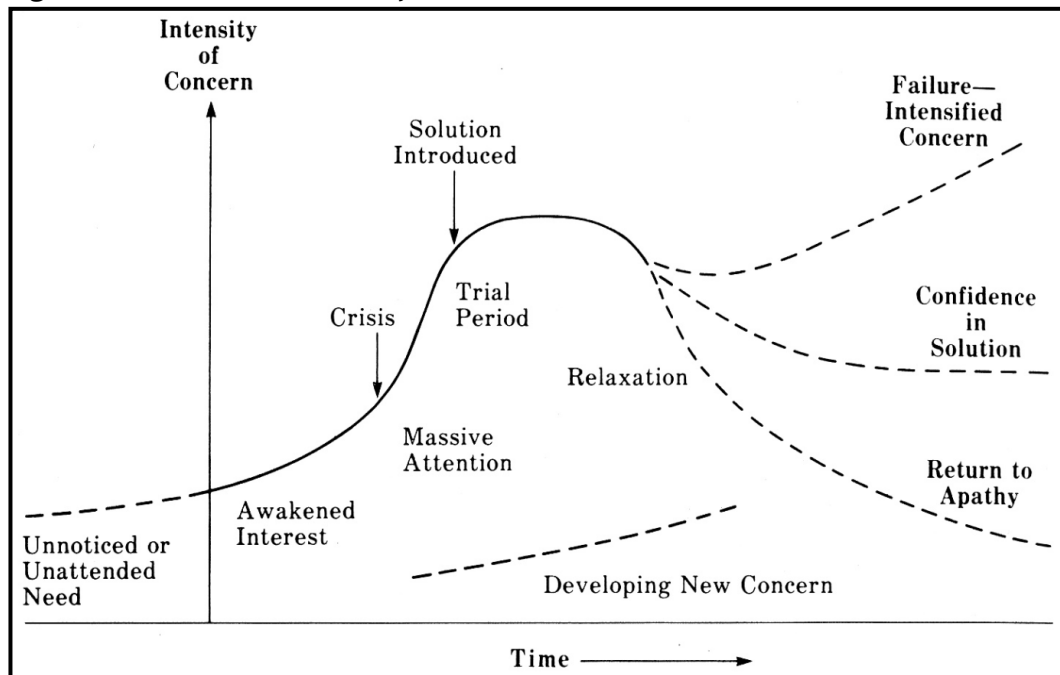 Intensity
of
Concern
Failure—
Intensified
Concern
Solution
Introduced
Crisis
Trial
Period
Confidence
in
Solution
Relaxation
Massive
Attention
Return to
Apathy
Awakened
Interest
Unnoticed or
Unattended
Need
Developing New Concern
Time